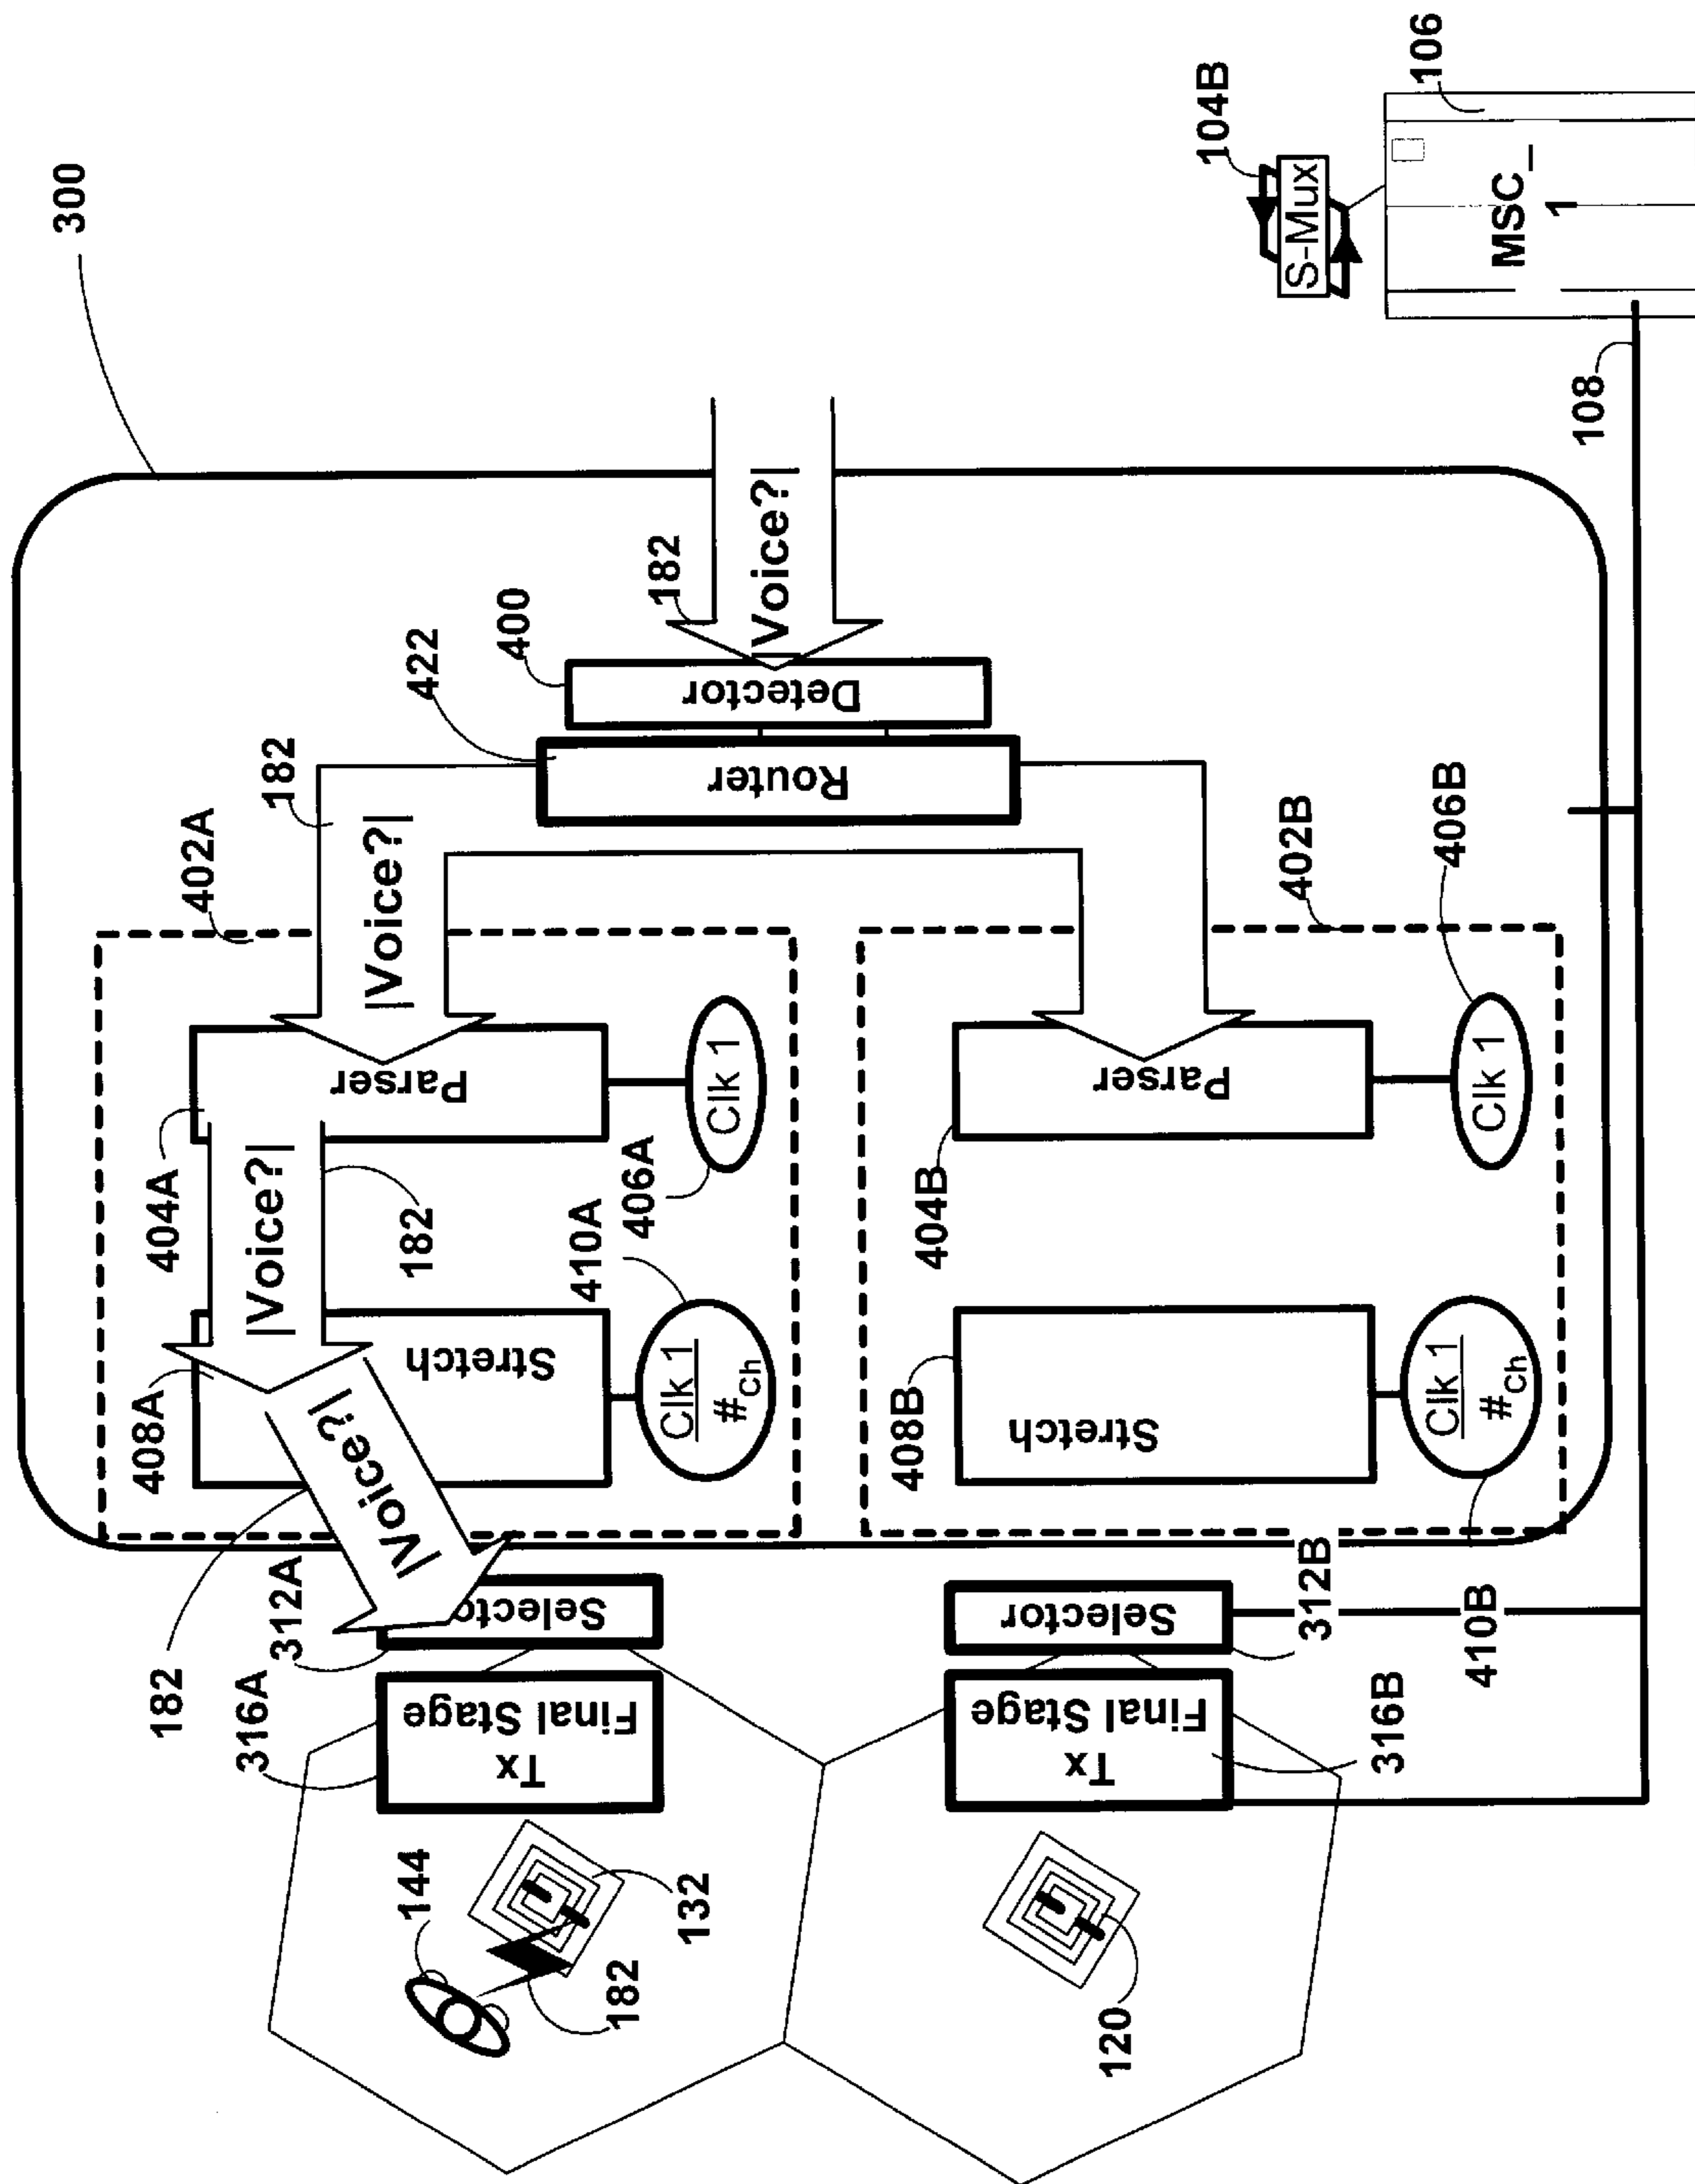 300
402A
182
|Voice?|
422
400
182
|Voice?|
Detector
Router
404A
Parser
|Voice?|
182
406A
Clk 1
408A
Stretch
410A
Clk 1
#Ch
182
|Voice?|
312A
Selector
316A
Tx
Final Stage
144
132
182
402B
406B
Clk 1
404B
Parser
408B
Stretch
Clk 1
#Ch
410B
312B
Selector
316B
Tx
Final Stage
120
104B
S-Mux
106
MSC_
1
108